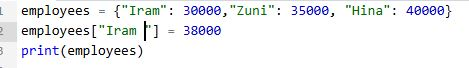 employees = {"Iram": 30000,"Zuni": 35000, "Hina": 40000}
employees["Iram "] = 38000
print(employees)